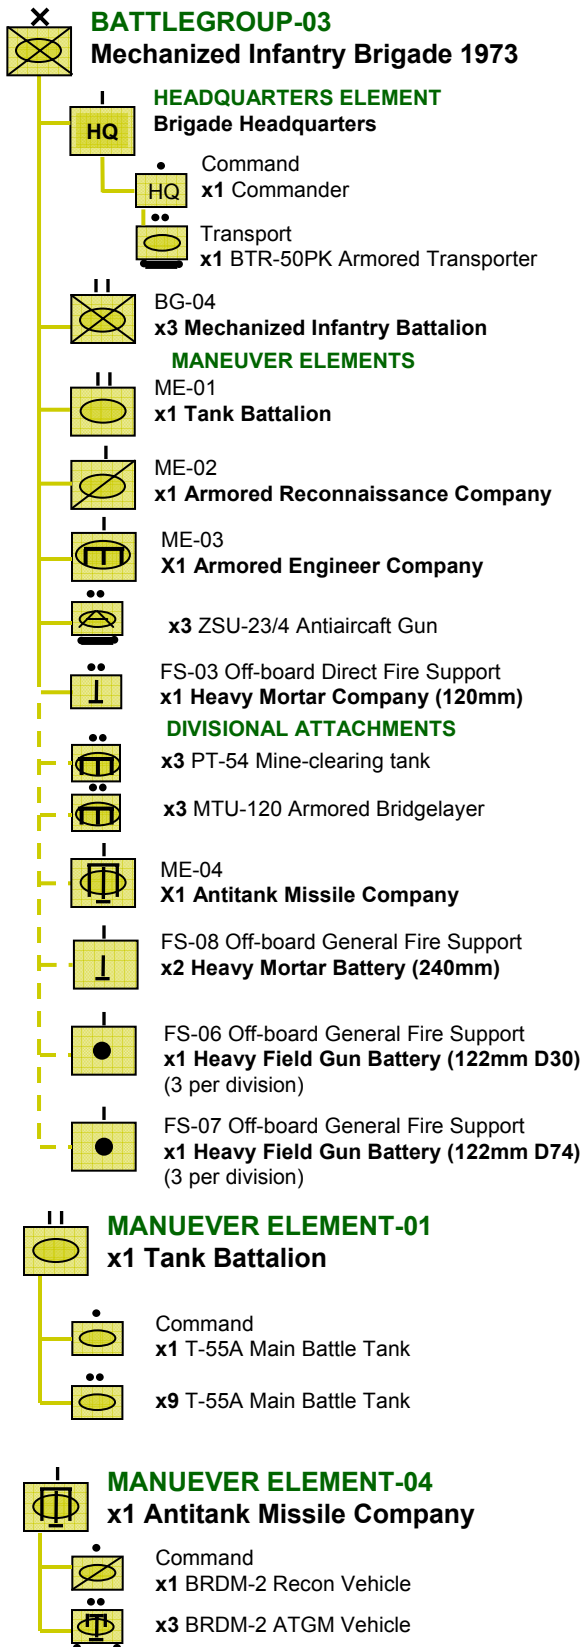 BATTLEGROUP-03
Mechanized Infantry Brigade 1973
HEADQUARTERS ELEMENT
HQ
Brigade Headquarters
Command
HQ
x1 Commander
Transport
x1 BTR-50PK Armored Transporter
BG-04
x3 Mechanized Infantry Battalion
MANEUVER ELEMENTS
ME-01
x1 Tank Battalion
ME-02
x1 Armored Reconnaissance Company
ME-03
X1 Armored Engineer Company
x3 ZSU-23/4 Antiaircaft Gun
FS-03 Off-board Direct Fire Support
x1 Heavy Mortar Company (120mm)
DIVISIONAL ATTACHMENTS
x3 PT-54 Mine-clearing tank
x3 MTU-120 Armored Bridgelayer
ME-04
X1 Antitank Missile Company
FS-08 Off-board General Fire Support
x2 Heavy Mortar Battery (240mm)
FS-06 Off-board General Fire Support
x1 Heavy Field Gun Battery (122mm D30)
(3 per division)
FS-07 Off-board General Fire Support
x1 Heavy Field Gun Battery (122mm D74)
(3 per division)
MANUEVER ELEMENT-01
x1 Tank Battalion
Command
x1 T-55A Main Battle Tank
x9 T-55A Main Battle Tank
MANUEVER ELEMENT-04
x1 Antitank Missile Company
Command
x1 BRDM-2 Recon Vehicle
x3 BRDM-2 ATGM Vehicle